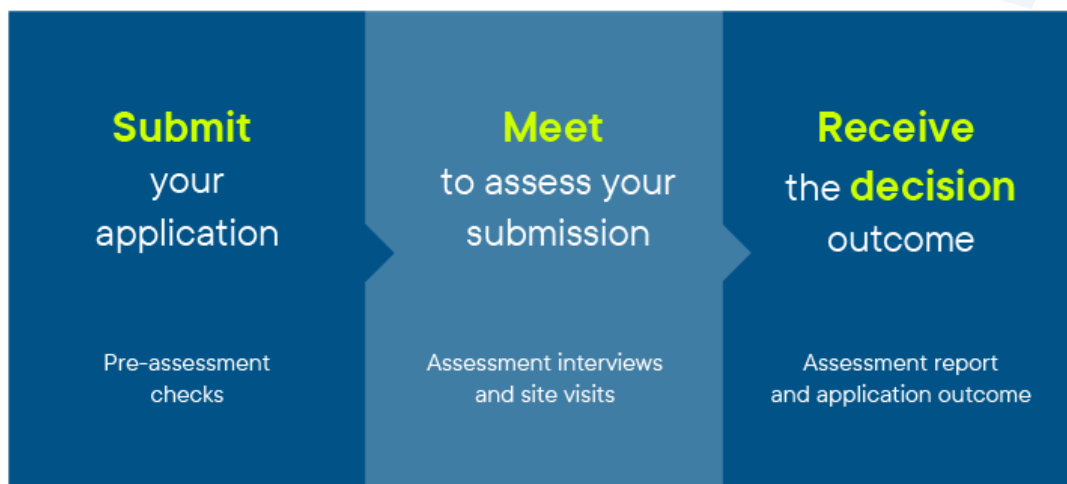 Submit
your
application
Pre-assessment
checks
Meet
to assess your
submission
Assessment interviews
and site visits
Receive
the decision
outcome
Assessment report
and application outcome